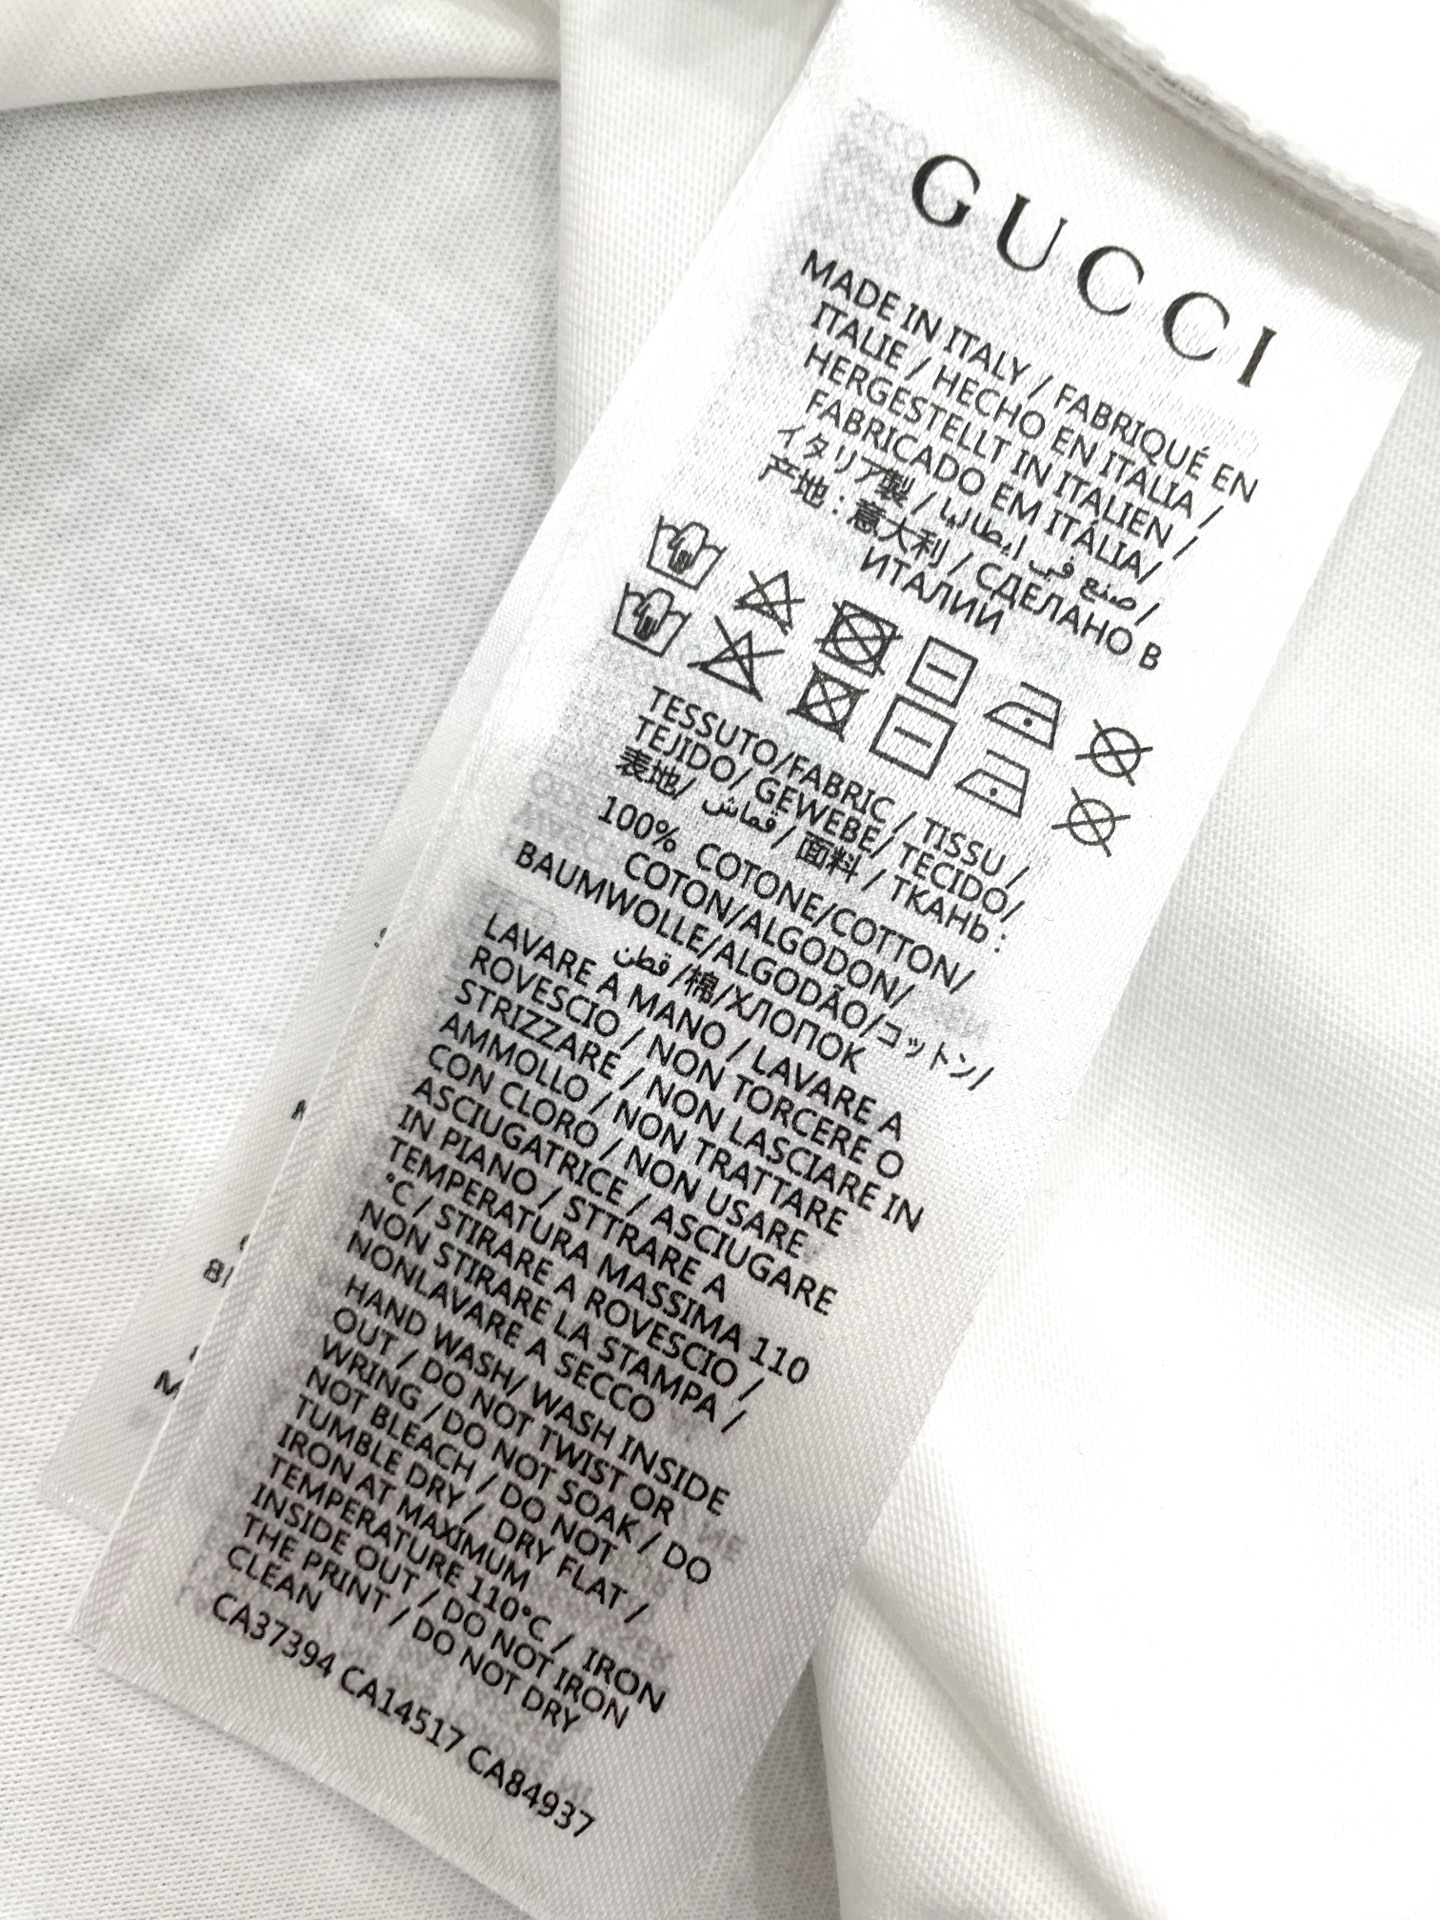 GUCCI
MADE IN ITALY / FABRIQUÉ EN
ITALIE / HECHO EN ITALIA /
HERGESTELLT IN ITALIEN /
FABRICADO EM ITÁLIA/
イタリア製 / صنع في ايطاليا /
产地 : 意大利 / СДЕЛАНО В
ИТАЛИИ
TESSUTO/FABRIC / TISSU /
TEJIDO/ GEWEBE/ TECIDO/
表地/ قماش / 面料 / ТКАНЬ :
100% COTONE/COTTON/
COTON/ALGODON/
BAUMWOLLE/ALGODÃO/コットン/
قطن /棉/ХЛОПОК
LAVARE A MANO / LAVARE A
ROVESCIO / NON TORCERE O
STRIZZARE / NON LASCIARE IN
AMMOLLO / NON TRATTARE
CON CLORO / NON USARE
ASCIUGATRICE / ASCIUGARE
IN PIANO / STTRARE A
TEMPERATURA MASSIMA 110
°C / STIRARE A ROVESCIO /
NON STIRARE LA STAMPA /
NONLAVARE A SECCO
HAND WASH/ WASH INSIDE
OUT / DO NOT TWIST OR
WRING /DO NOT SOAK / DO
NOT BLEACH / DO NOT
TUMBLE DRY / DRY FLAT /
IRON AT MAXIMUM
TEMPERATURE 110°C / IRON
INSIDE OUT / DO NOT IRON
THE PRINT / DO NOT DRY
CLEAN
CA37394 CA14517 CA84937